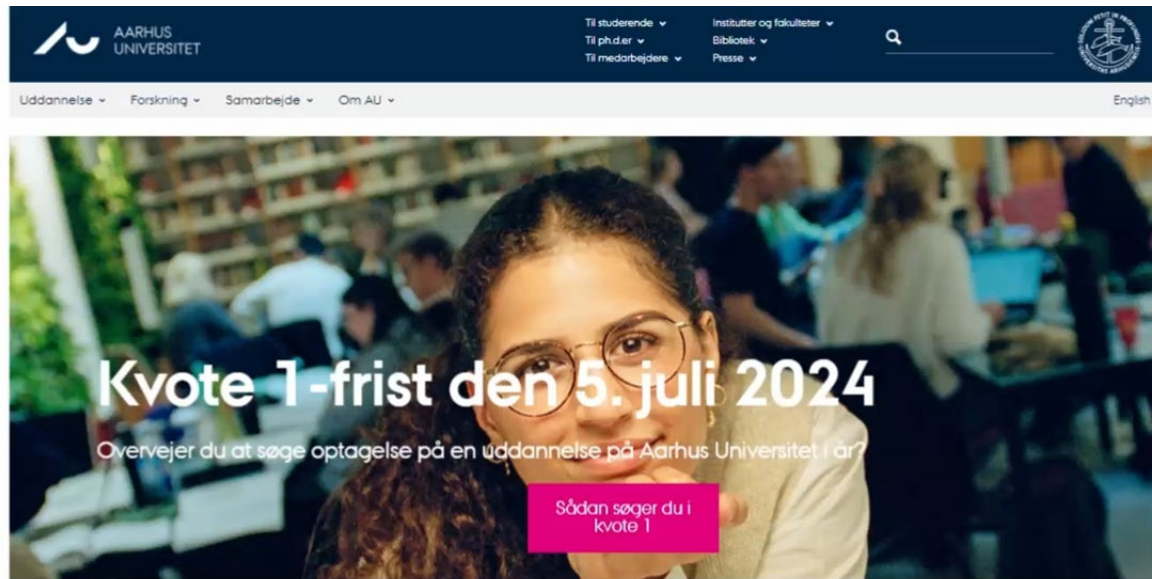 AARHUS
UNIVERSITET
Til studerende
Til ph.d.er
Til medarbejdere
Institutter og fakulteter
Bibliotek
Presse
Uddannelse
Forskning
Samarbejde
Om AU
English
Kvote 1-frist den 5. juli 2024
Overvejer du at søge optagelse på en uddannelse på Aarhus Universitet i år?
Sådan søger du i
kvote 1